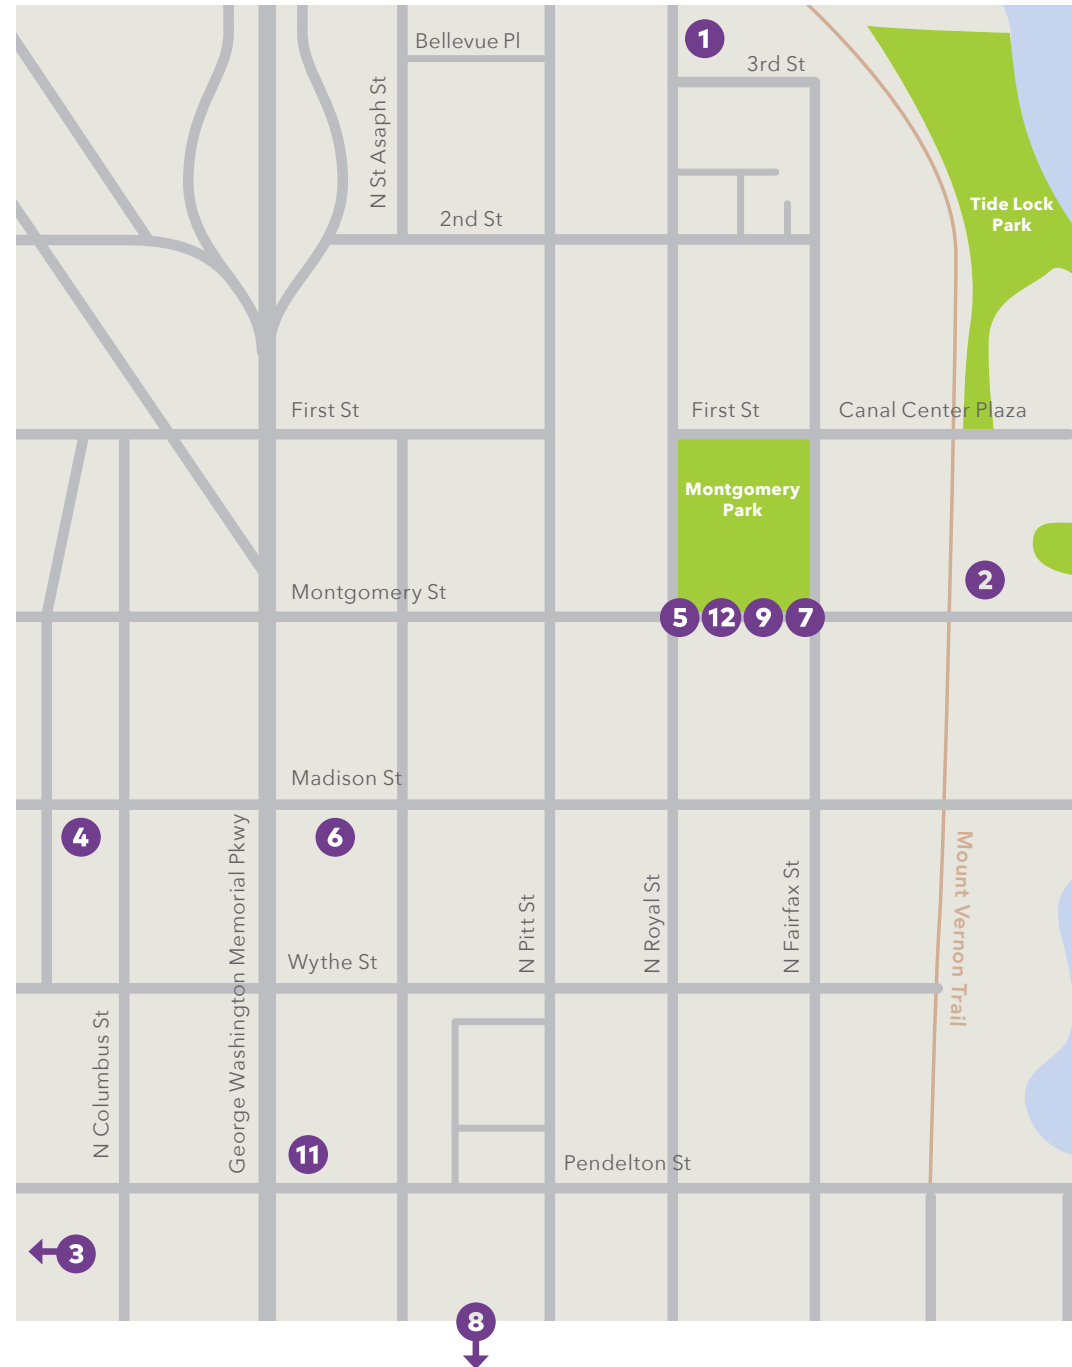 1
Bellevue Pl
3rd St
N St Asaph St
Tide Lock
Park
2nd St
First St
First St
Canal Center Plaza
Montgomery
Park
2
Montgomery St
5
12
9
7
Madison St
4
6
George Washington Memorial Pkwy
Mount Vernon Trail
N Pitt St
N Royal St
N Fairfax St
Wythe St
N Columbus St
11
Pendelton St
3
8